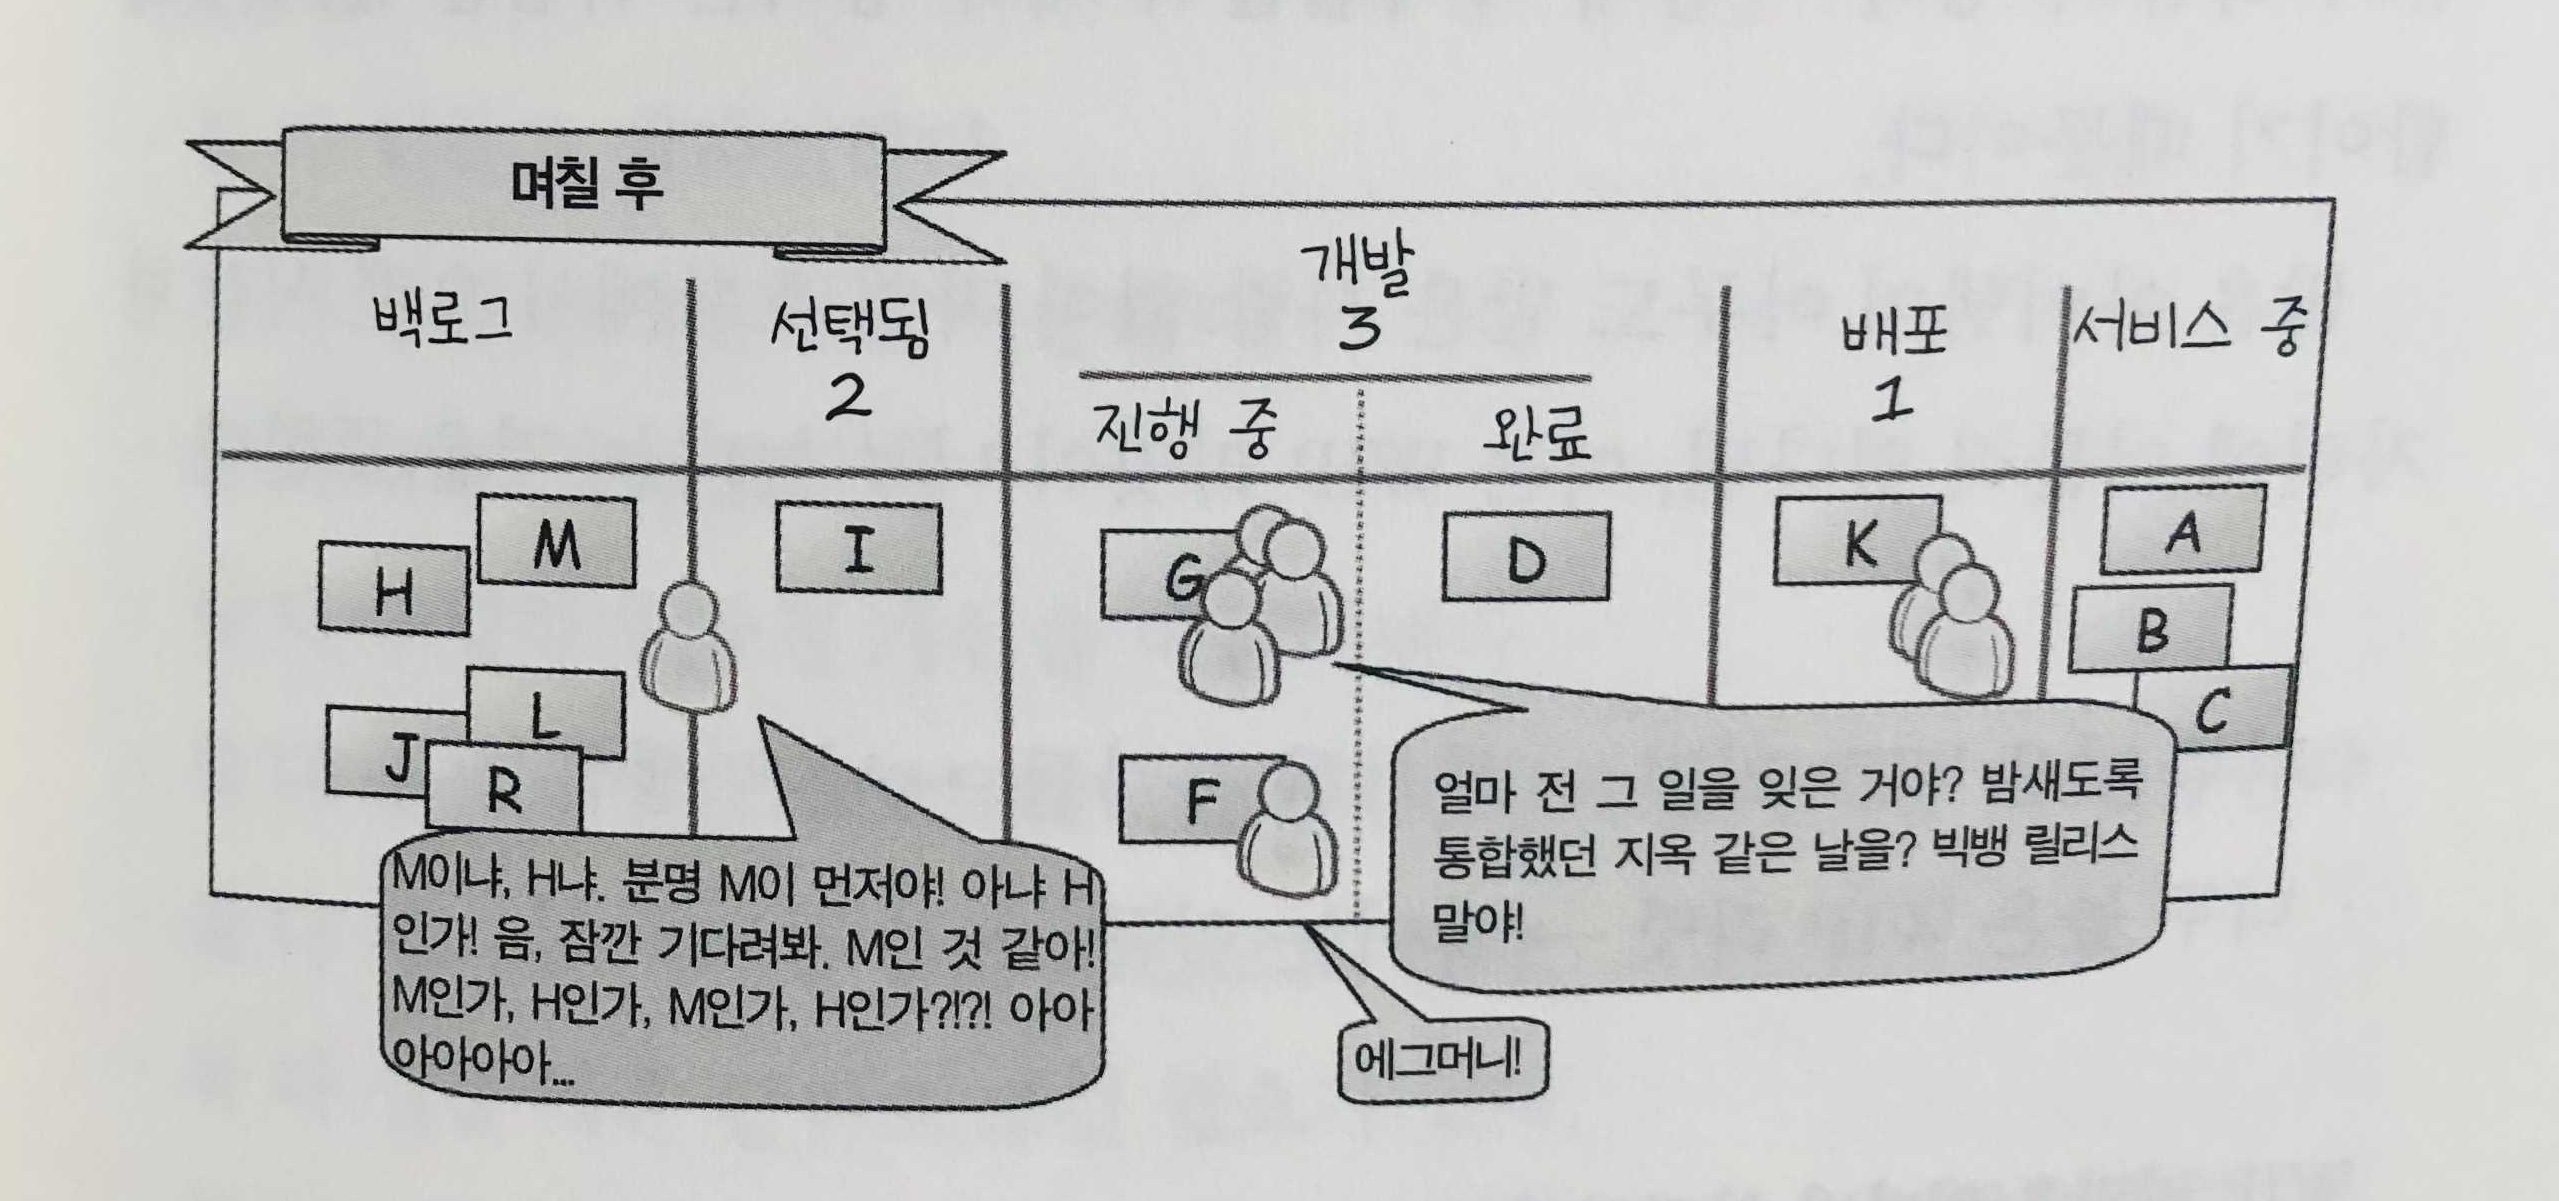 며칠 후
백로그
선택됨
2
개발
3
진행 중
완료
배포
1
서비스 중
M
H
L
J
R
I
G
F
D
K
A
B
C
M이냐, H냐. 분명 M이 먼저야! 아냐 H
인가! 음, 잠깐 기다려봐. M인 것 같아!
M인가, H인가, M인가, H인가?!?! 아아
아아아아...
얼마 전 그 일을 잊은 거야? 밤새도록
통합했던 지옥 같은 날을? 빅뱅 릴리스
말야!
에그머니!